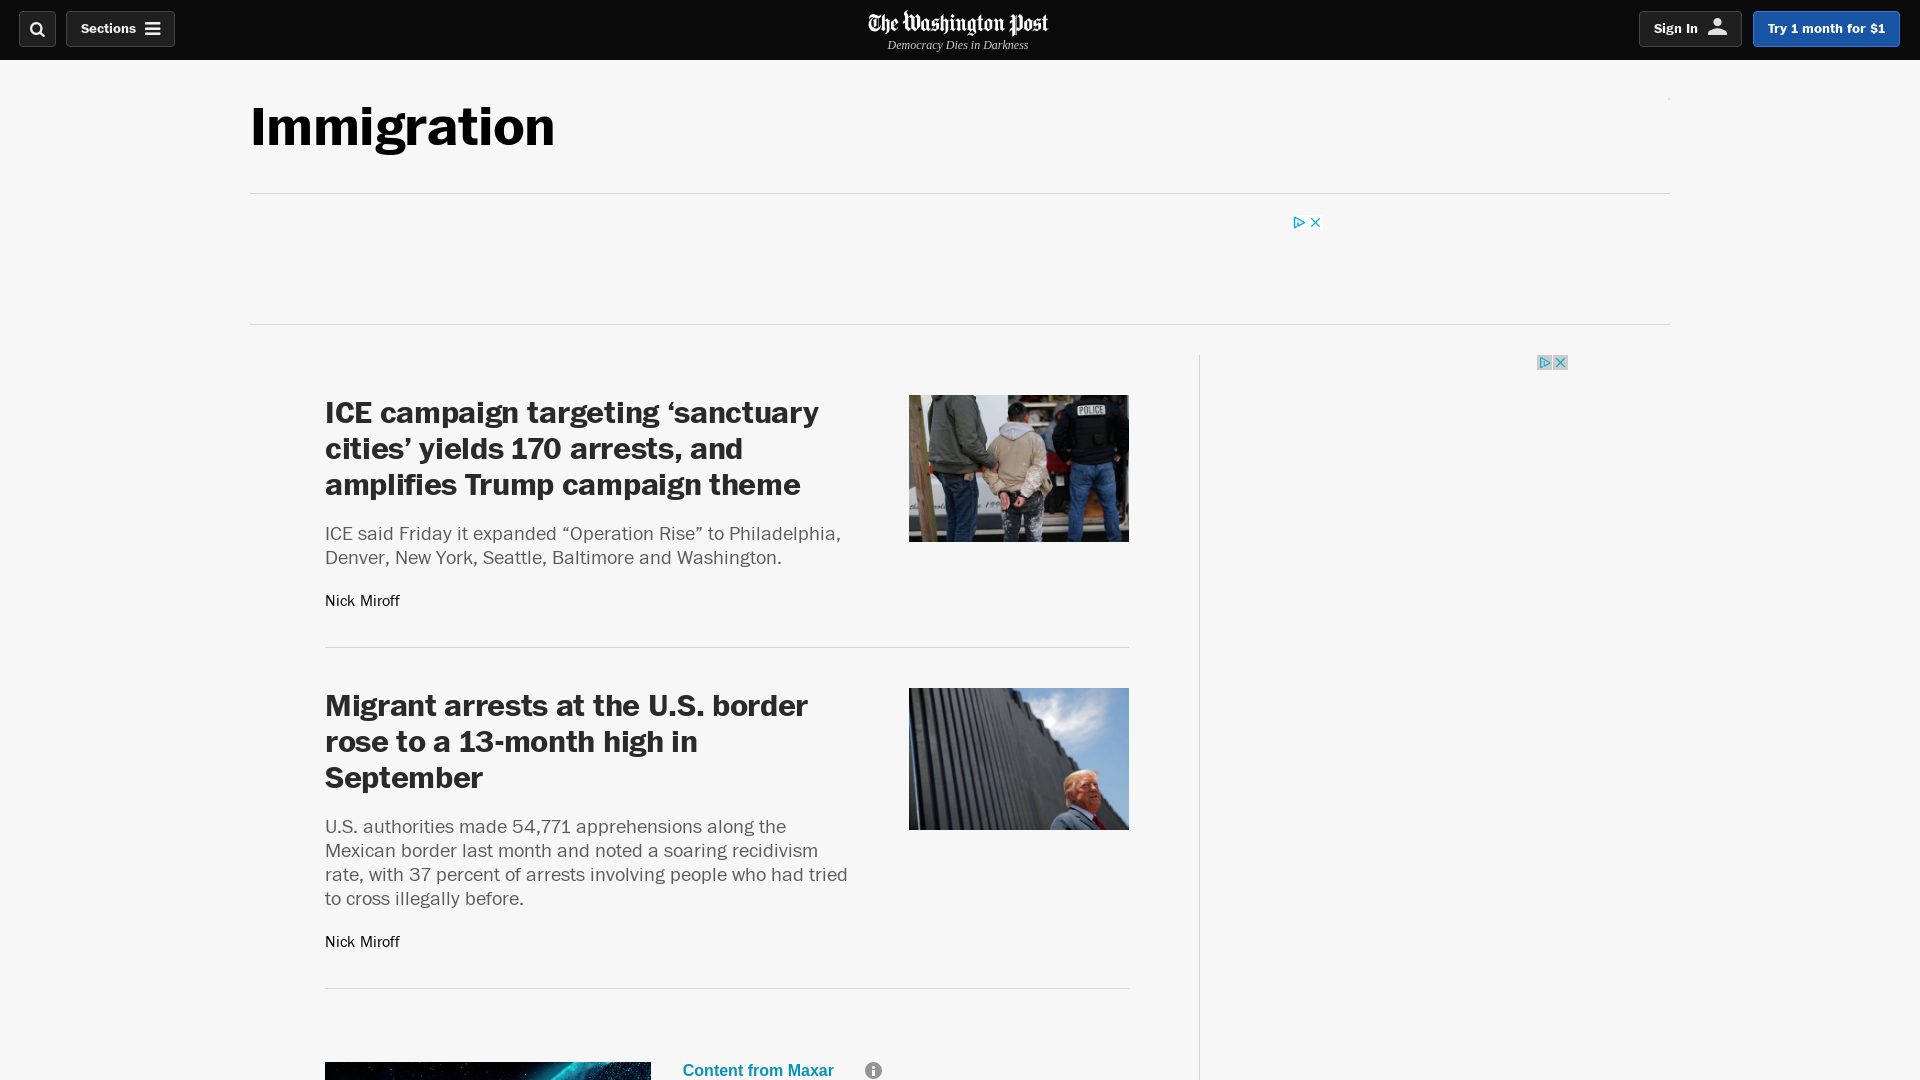 Sections
The Washington Post
Democracy Dies in Darkness
Sign In
Try 1 month for $1
Immigration
ICE campaign targeting ‘sanctuary
cities’ yields 170 arrests, and
amplifies Trump campaign theme
ICE said Friday it expanded “Operation Rise” to Philadelphia,
Denver, New York, Seattle, Baltimore and Washington.
Nick Miroff
POLICE
Migrant arrests at the U.S. border
rose to a 13-month high in
September
U.S. authorities made 54,771 apprehensions along the
Mexican border last month and noted a soaring recidivism
rate, with 37 percent of arrests involving people who had tried
to cross illegally before.
Nick Miroff
Content from Maxar